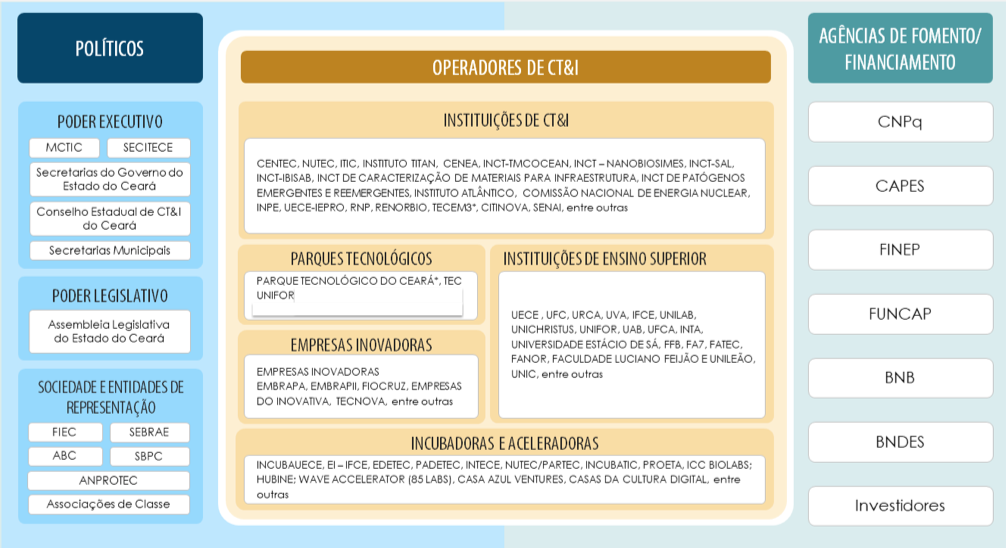 POLÍTICOS
PODER EXECUTIVO
MCTIC
SECITECE
Secretarias do Governo do
Estado do Ceará
Conselho Estadual de CT&I
do Ceará
Secretarias Municipais
PODER LEGISLATIVO
Assembleia Legislativa
do Estado do Ceará
SOCIEDADE E ENTIDADES DE
REPRESENTAÇÃO
FIEC
SEBRAE
ABC
SBPC
ANPROTEC
Associações de Classe
OPERADORES DE CT&I
INSTITUIÇÕES DE CT&I
CENTEC, NUTEC, ITIC, INSTITUTO TITAN, CENEA, INCT-TMCOCEAN, INCT – NANOBIOSIMES, INCT-SAL,
INCT-IBISAB, INCT DE CARACTERIZAÇÃO DE MATERIAIS PARA INFRAESTRUTURA, INCT DE PATÓGENOS
EMERGENTES E REEMERGENTES, INSTITUTO ATLÂNTICO, COMISSÃO NACIONAL DE ENERGIA NUCLEAR,
INPE, UECE-IEPRO, RNP, RENORBIO, TECEM3*, CITINOVA, SENAI, entre outras
PARQUES TECNOLÓGICOS
PARQUE TECNOLÓGICO DO CEARÁ*, TEC
UNIFOR
EMPRESAS INOVADORAS
EMPRESAS INOVADORAS
EMBRAPA, EMBRAPII, FIOCRUZ, EMPRESAS
DO INOVATIVA, TECNOVA, entre outras
INSTITUIÇÕES DE ENSINO SUPERIOR
UECE , UFC, URCA, UVA, IFCE, UNILAB,
UNICHRISTUS, UNIFOR, UAB, UFCA, INTA,
UNIVERSIDADE ESTÁCIO DE SÁ, FFB, FA7, FATEC,
FANOR, FACULDADE LUCIANO FEIJÃO E UNILEÃO,
UNIC, entre outras
INCUBADORAS E ACELERADORAS
INCUBAUECE, EI – IFCE, EDETEC, PADETEC, INTECE, NUTEC/PARTEC, INCUBATIC, PROETA, ICC BIOLABS;
HUBINE; WAVE ACCELERATOR (85 LABS), CASA AZUL VENTURES, CASAS DA CULTURA DIGITAL, entre
outras
AGÊNCIAS DE FOMENTO/
FINANCIAMENTO
CNPq
CAPES
FINEP
FUNCAP
BNB
BNDES
Investidores